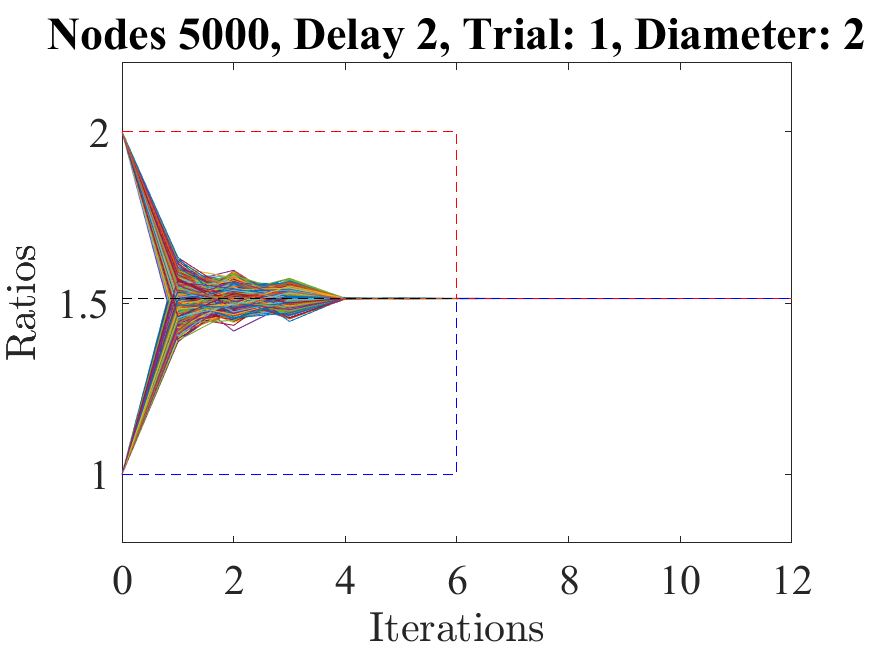 Nodes 5000, Delay 2, Trial: 1, Diameter: 2
2
1.5
1
Ratios
0 2 4 6 8 10 12
Iterations